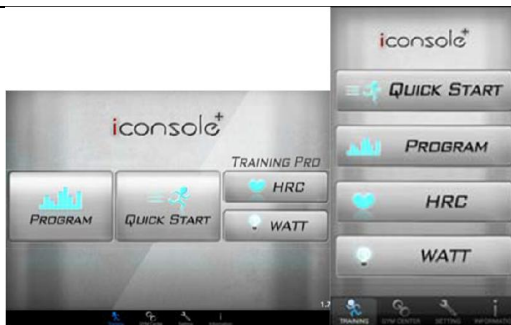 iconsole+
TRAINING PRO
HRC
PROGRAM
QUICK START
WATT
iconsole+
QUICK START
PROGRAM
HRC
WATT
TRAINING
GYM CENTER
SETTING